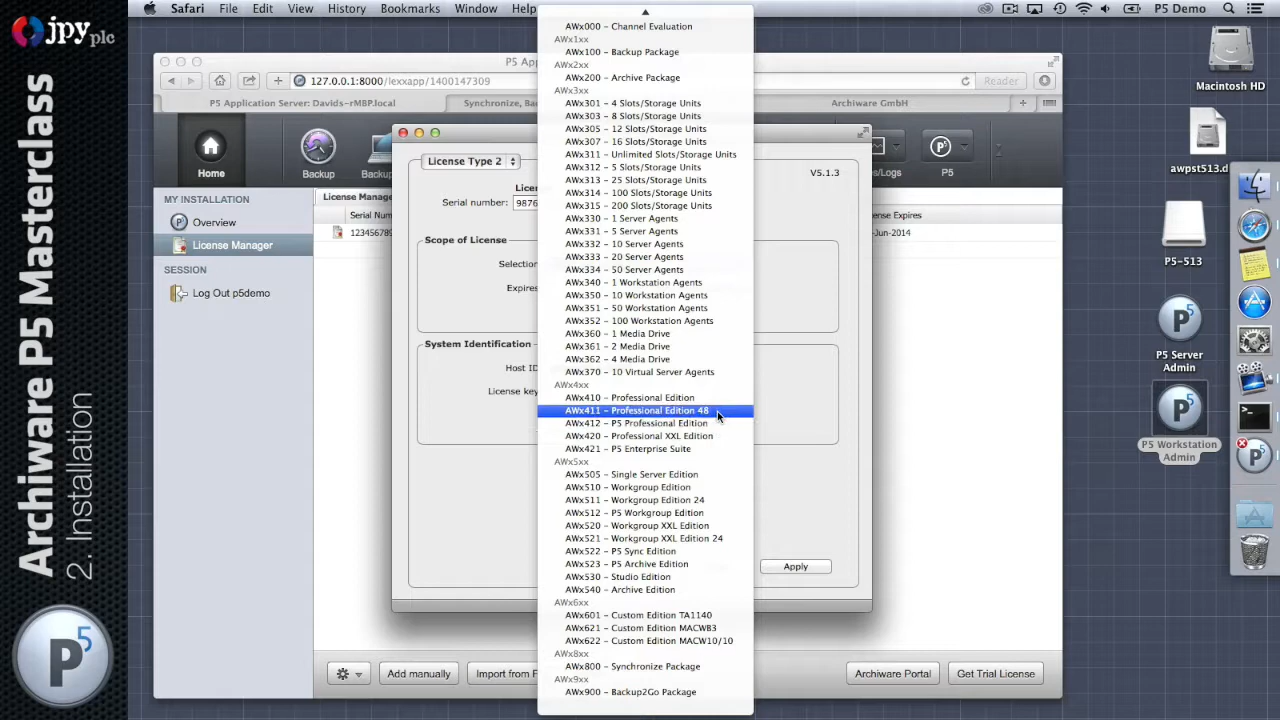 Safari File Edit View History Bookmarks Window Help P5 Demo
jpy plc
Archiware P5 Masterclass
2. Installation
P5
127.0.0.1:8000/lexxapp/1400147309
Reader
P5 Application Server: Davids-rMBP.local
Archiware GmbH
Home
Backup
P5
MY INSTALLATION
Overview
License Manager
SESSION
Log Out p5demo
123456789
-Jun-2014
License Type 2
V5.1.3
Serial number: 9876
Scope of License
System Identification
Apply
AWx000 – Channel Evaluation
AWx1xx
AWx100 – Backup Package
AWx2xx
AWx200 – Archive Package
AWx3xx
AWx301 – 4 Slots/Storage Units
AWx303 – 8 Slots/Storage Units
AWx305 – 12 Slots/Storage Units
AWx307 – 16 Slots/Storage Units
AWx311 – Unlimited Slots/Storage Units
AWx312 – 5 Slots/Storage Units
AWx313 – 25 Slots/Storage Units
AWx314 – 100 Slots/Storage Units
AWx315 – 200 Slots/Storage Units
AWx330 – 1 Server Agents
AWx331 – 5 Server Agents
AWx332 – 10 Server Agents
AWx333 – 20 Server Agents
AWx334 – 50 Server Agents
AWx340 – 1 Workstation Agents
AWx350 – 10 Workstation Agents
AWx351 – 50 Workstation Agents
AWx352 – 100 Workstation Agents
AWx360 – 1 Media Drive
AWx361 – 2 Media Drive
AWx362 – 4 Media Drive
AWx370 – 10 Virtual Server Agents
AWx4xx
AWx410 – Professional Edition
AWx411 – Professional Edition 48
AWx412 – P5 Professional Edition
AWx420 – Professional XXL Edition
AWx421 – P5 Enterprise Suite
AWx5xx
AWx505 – Single Server Edition
AWx510 – Workgroup Edition
AWx511 – Workgroup Edition 24
AWx512 – P5 Workgroup Edition
AWx520 – Workgroup XXL Edition
AWx521 – Workgroup XXL Edition 24
AWx522 – P5 Sync Edition
AWx523 – P5 Archive Edition
AWx530 – Studio Edition
AWx540 – Archive Edition
AWx6xx
AWx601 – Custom Edition TA1140
AWx621 – Custom Edition MACWB3
AWx622 – Custom Edition MACW10/10
AWx8xx
AWx800 – Synchronize Package
AWx9xx
AWx900 – Backup2Go Package
Add manually
Import from F
Archiware Portal
Get Trial License
Macintosh HD
awpst513.d
P5-513
P5 Server Admin
P5 Workstation Admin